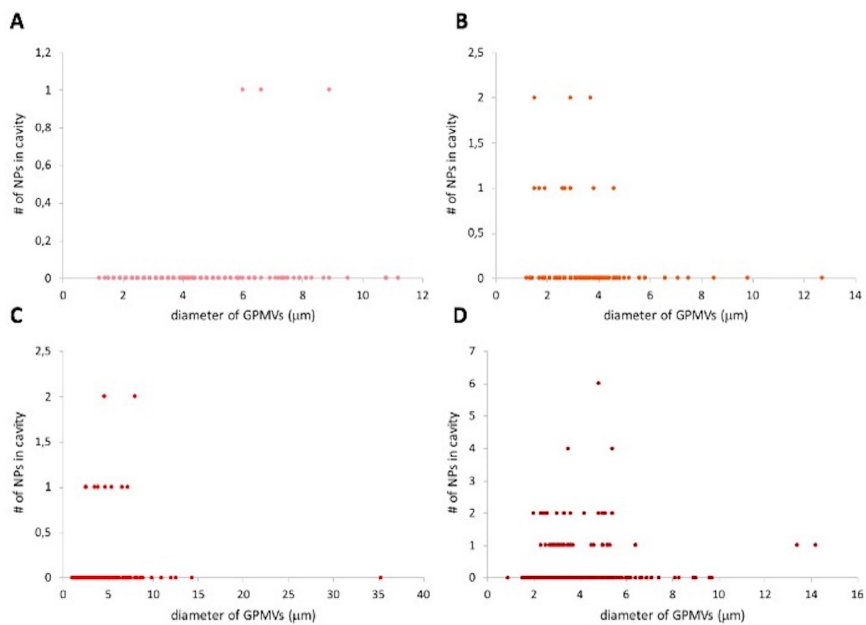 A
1,2
1
0,8
0,6
0,4
0,2
0
# of NPs in cavity
0 2 4 6 8 10 12
diameter of GPMVs (µm)
B
2,5
2
1,5
1
0,5
0
# of NPs in cavity
0 2 4 6 8 10 12 14
diameter of GPMVs (µm)
C
2,5
2
1,5
1
0,5
0
# of NPs in cavity
0 5 10 15 20 25 30 35 40
diameter of GPMVs (µm)
D
7
6
5
4
3
2
1
0
# of NPs in cavity
0 2 4 6 8 10 12 14 16
diameter of GPMVs (µm)